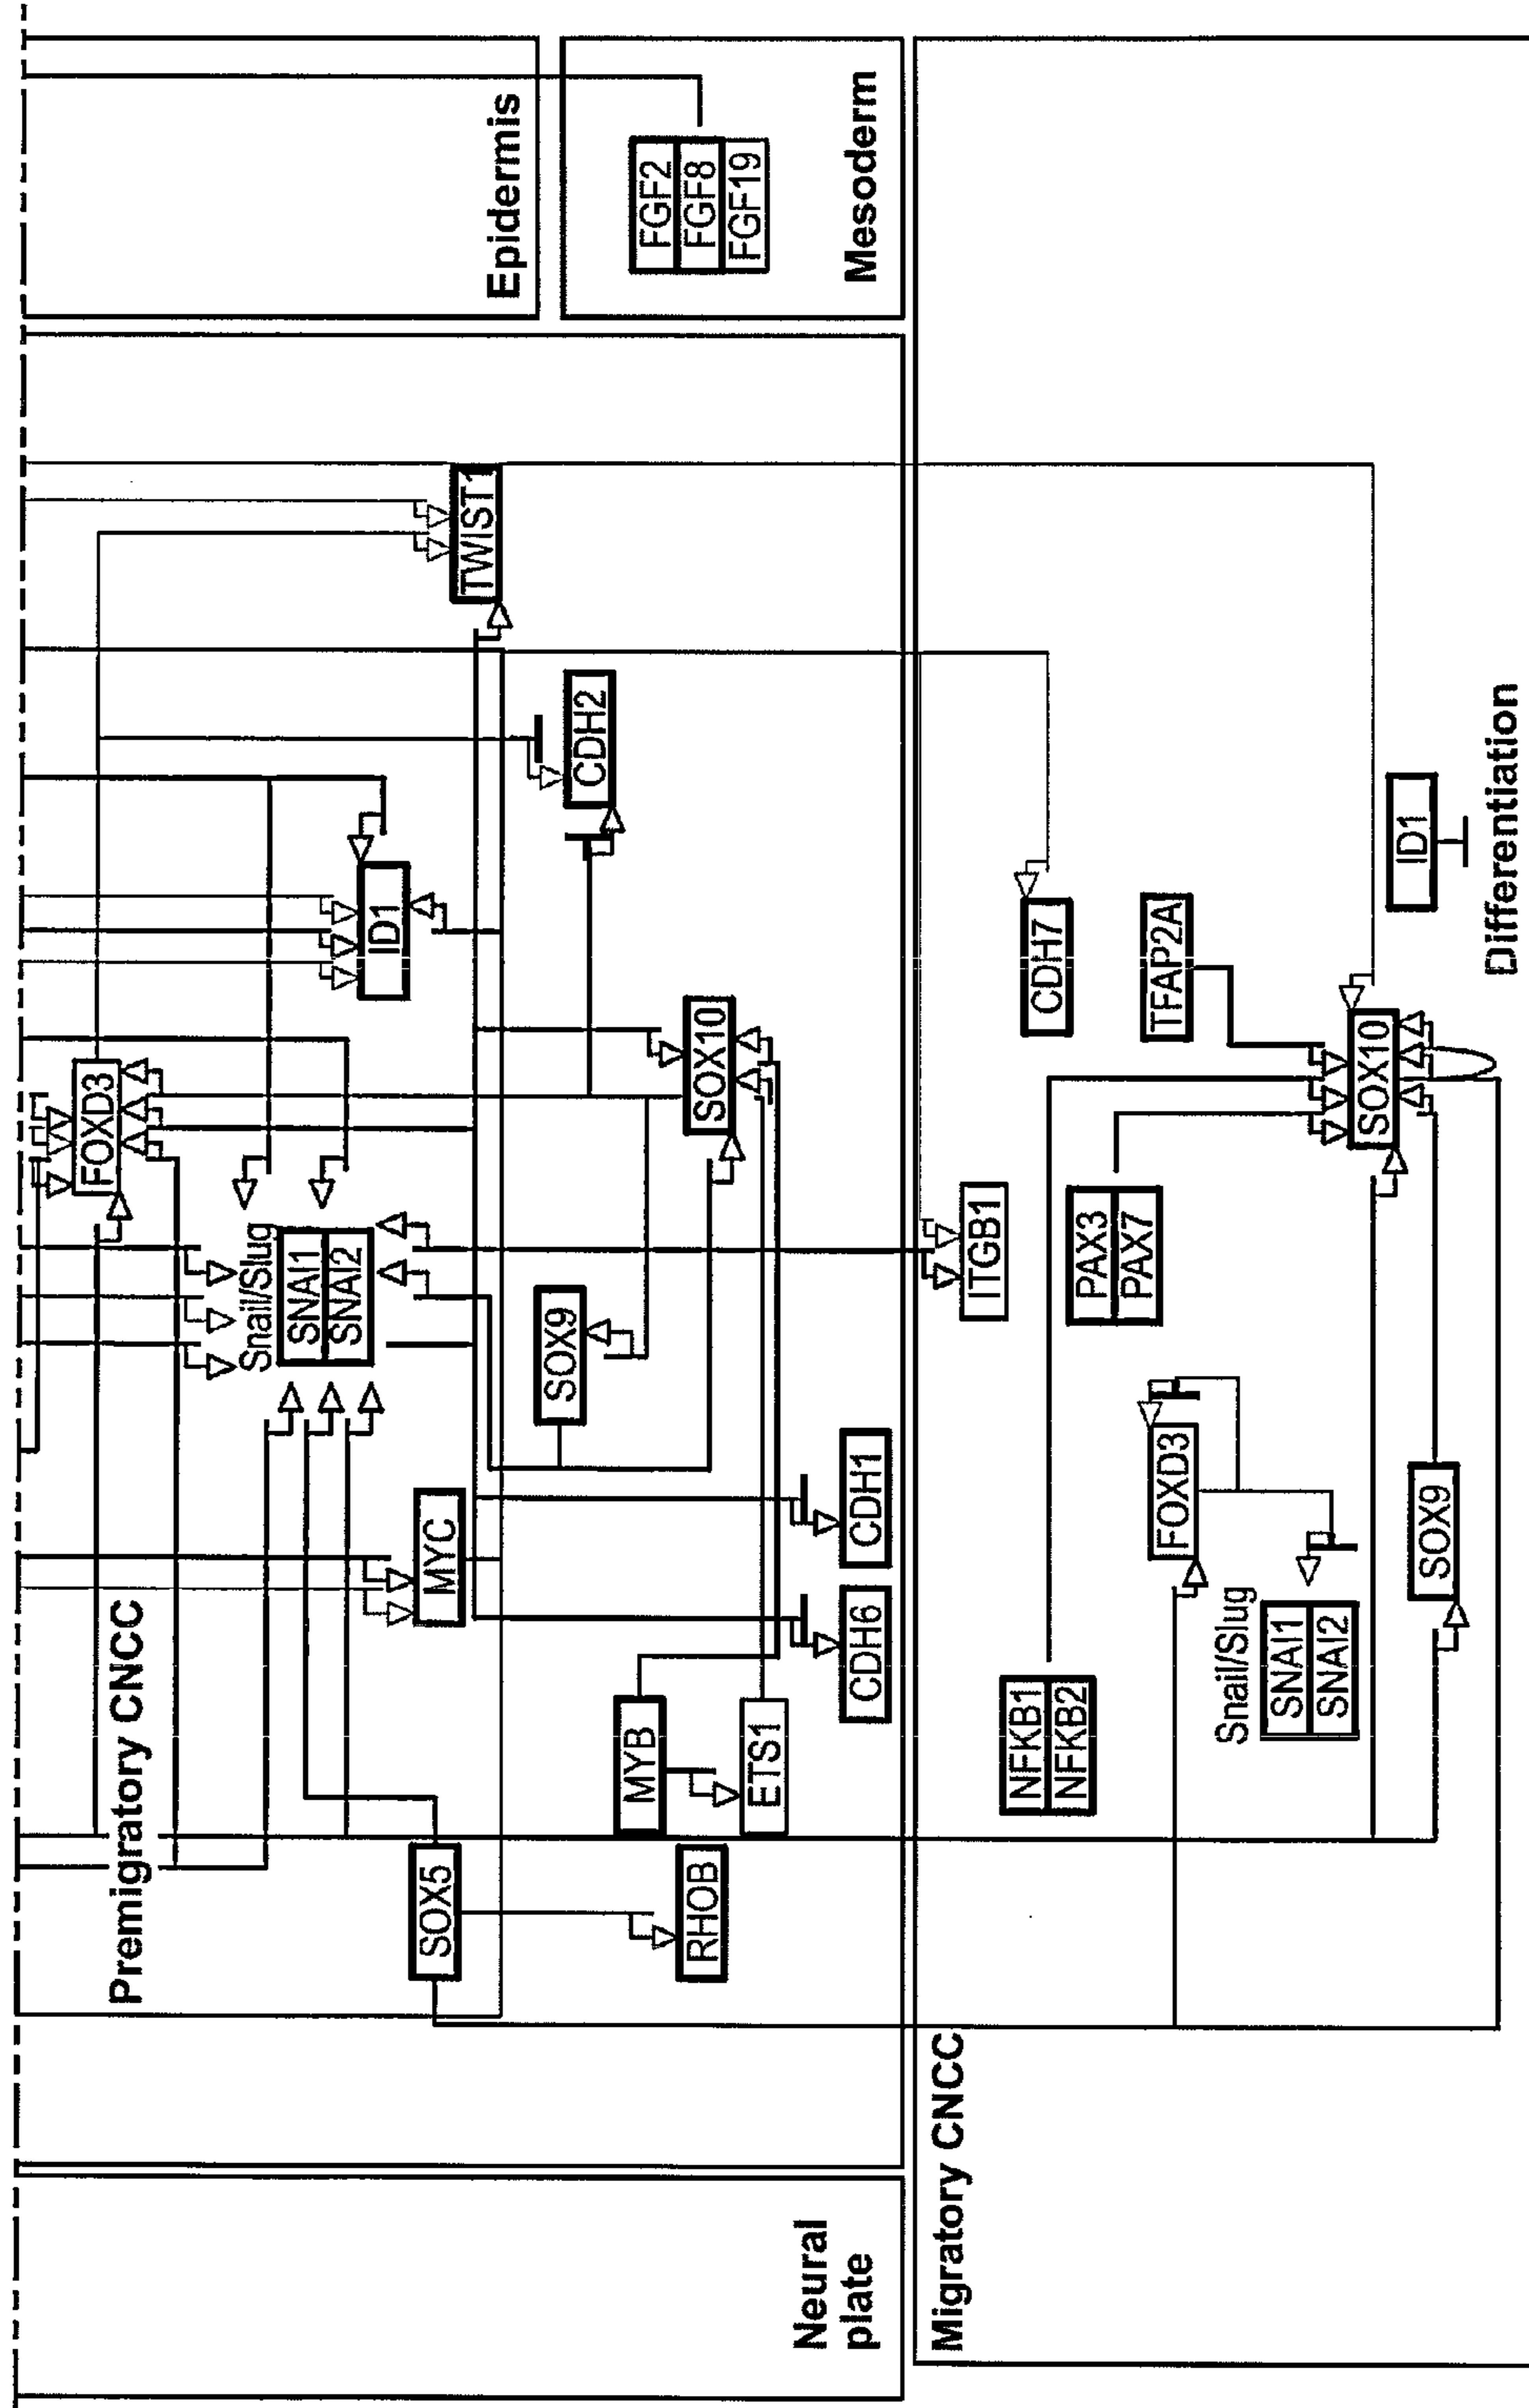 Premigratory CNCC
FOXD3
Snail/Slug
SNAI1
SNAI2
ID1
MYC
SOX5
TWIST1
Epidermis
SOX9
CDH2
MYB
RHOB
SOX10
ETS1
FGF2
FGF8
FGF19
CDH6
CDH1
Neural
plate
Mesoderm
Migratory CNCC
ITGB1
CDH7
NFKB1
NFKB2
PAX3
PAX7
TFAP2A
FOXD3
Snail/Slug
SNAI1
SNAI2
SOX10
SOX9
ID1
Differentiation